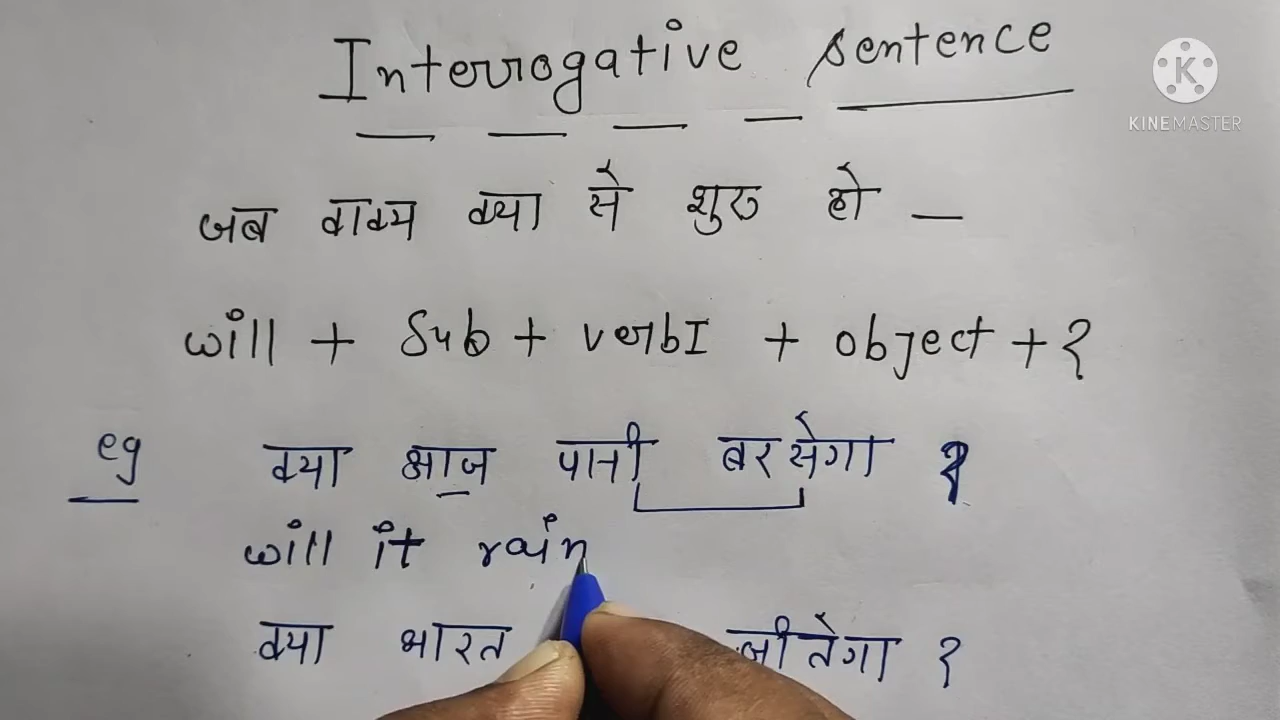 Interrogative sentence
K
KINEMASTER
जब वाक्य क्या से शुरु हो —
will + Sub + verbI + object + ?
eg क्या आज पानी बरसेगा ?
will it rain
क्या भारत जीतेगा ?